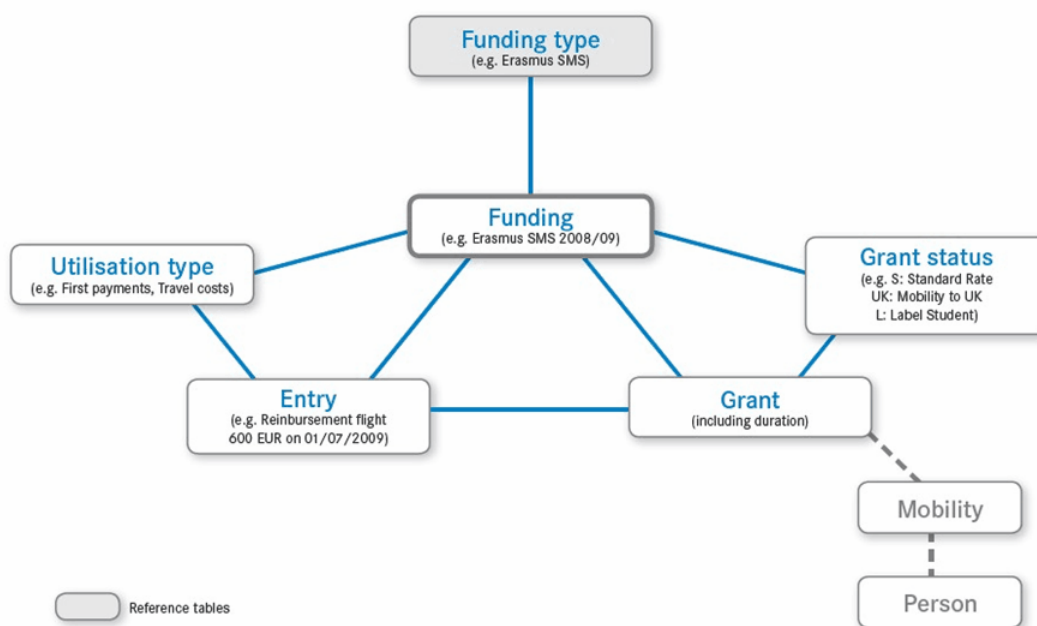 Funding type
(e.g. Erasmus SMS)
Funding
(e.g. Erasmus SMS 2008/09)
Utilisation type
(e.g. First payments, Travel costs)
Grant status
(e.g. S: Standard Rate
UK: Mobility to UK
L: Label Student)
Entry
(e.g. Reinbursement flight
600 EUR on 01/07/2009)
Grant
(including duration)
Mobility
Person
Reference tables